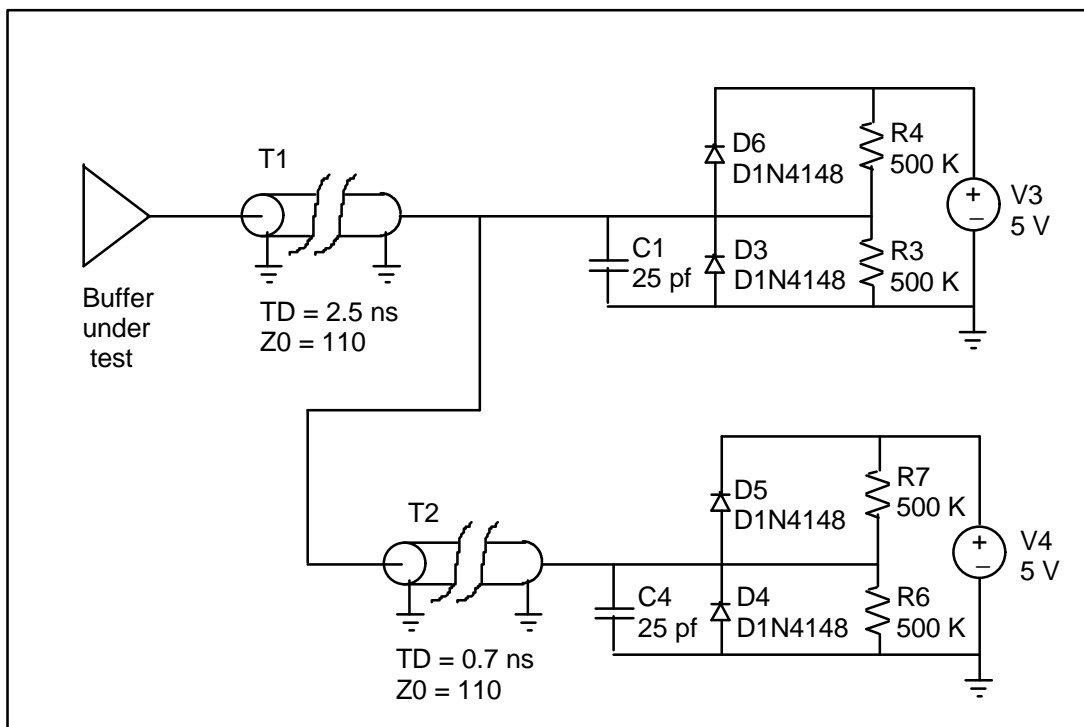 T1
Buffer
under
test
TD = 2.5 ns
Z0 = 110
C1
25 pf
D6
D1N4148
D3
D1N4148
R4
500 K
R3
500 K
+
–
V3
5 V
T2
TD = 0.7 ns
Z0 = 110
C4
25 pf
D5
D1N4148
D4
D1N4148
R7
500 K
R6
500 K
+
–
V4
5 V